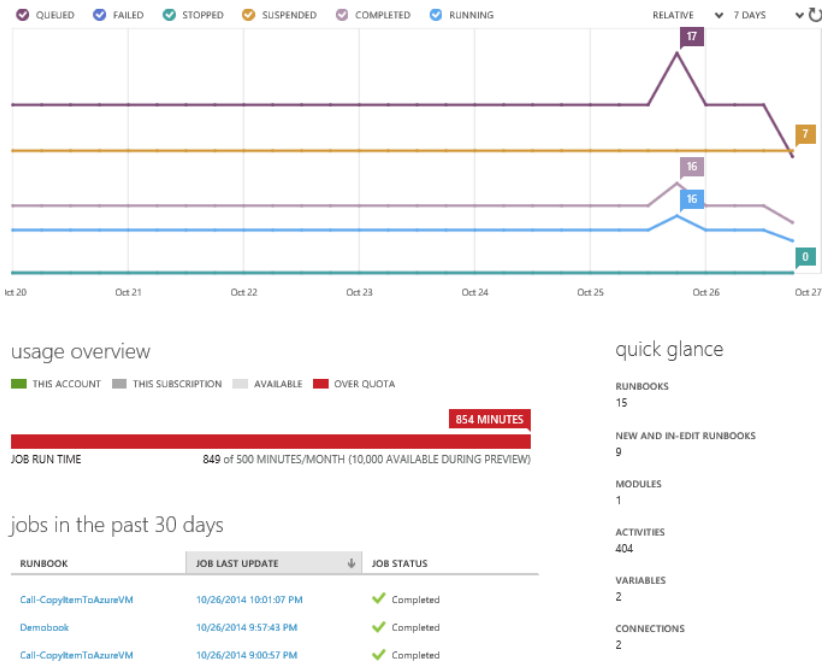 QUEUED FAILED STOPPED SUSPENDED COMPLETED RUNNING RELATIVE 7 DAYS
17
7
16
16
0
Oct 21 Oct 22 Oct 23 Oct 24 Oct 25 Oct 26 Oct 27
usage overview
THIS ACCOUNT THIS SUBSCRIPTION AVAILABLE OVER QUOTA
854 MINUTES
JOB RUN TIME 849 of 500 MINUTES/MONTH (10,000 AVAILABLE DURING PREVIEW)
jobs in the past 30 days
RUNBOOK JOB LAST UPDATE JOB STATUS
Call-CopyItemToAzureVM 10/26/2014 10:01:07 PM Completed
Demobook 10/26/2014 9:57:43 PM Completed
Call-CopyItemToAzureVM 10/26/2014 9:00:57 PM Completed
quick glance
RUNBOOKS
15
NEW AND IN-EDIT RUNBOOKS
9
MODULES
1
ACTIVITIES
404
VARIABLES
2
CONNECTIONS
2